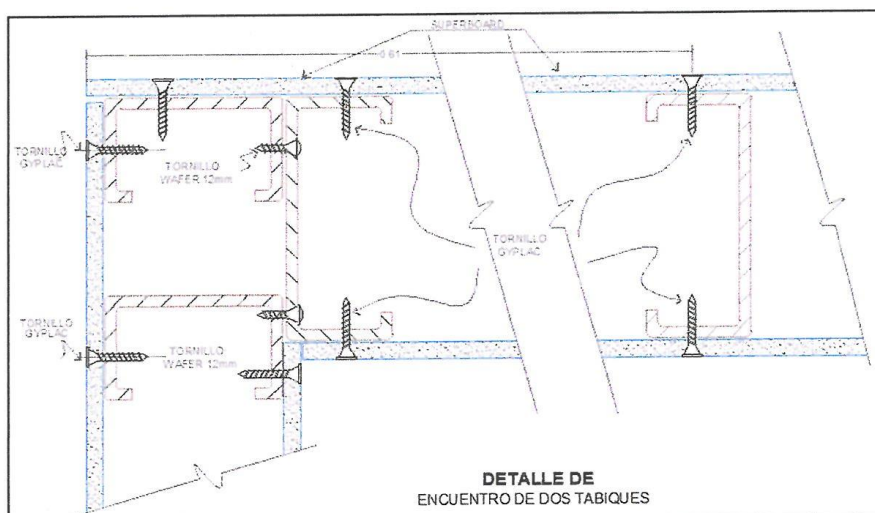 SUPERBOARD
0.61
TORNILLO
GYPLAC
TORNILLO
WAFER 12mm
TORNILLO
GYPLAC
TORNILLO
GYPLAC
TORNILLO
WAFER 12mm
DETALLE DE
ENCUENTRO DE DOS TABIQUES